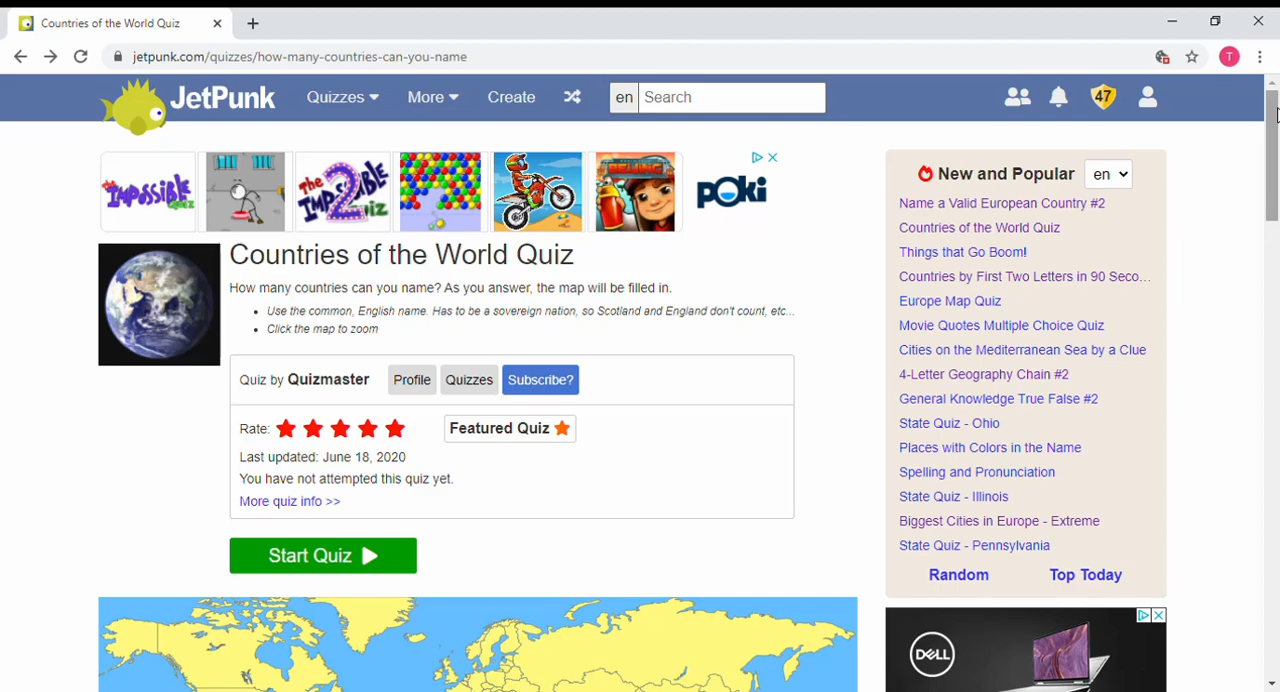 Countries of the World Quiz
jetpunk.com/quizzes/how-many-countries-can-you-name
T
JetPunk
Quizzes
More
Create
en
Search
47
the Impossible Quiz
the Impossible Quiz 2
BEIJING
poki
Countries of the World Quiz
How many countries can you name? As you answer, the map will be filled in.
Use the common, English name. Has to be a sovereign nation, so Scotland and England don't count, etc...
Click the map to zoom
Quiz by Quizmaster
Profile
Quizzes
Subscribe?
Rate:
Featured Quiz
Last updated: June 18, 2020
You have not attempted this quiz yet.
More quiz info >>
Start Quiz
New and Popular
en
Name a Valid European Country #2
Countries of the World Quiz
Things that Go Boom!
Countries by First Two Letters in 90 Seco...
Europe Map Quiz
Movie Quotes Multiple Choice Quiz
Cities on the Mediterranean Sea by a Clue
4-Letter Geography Chain #2
General Knowledge True False #2
State Quiz - Ohio
Places with Colors in the Name
Spelling and Pronunciation
State Quiz - Illinois
Biggest Cities in Europe - Extreme
State Quiz - Pennsylvania
Random
Top Today
DELL